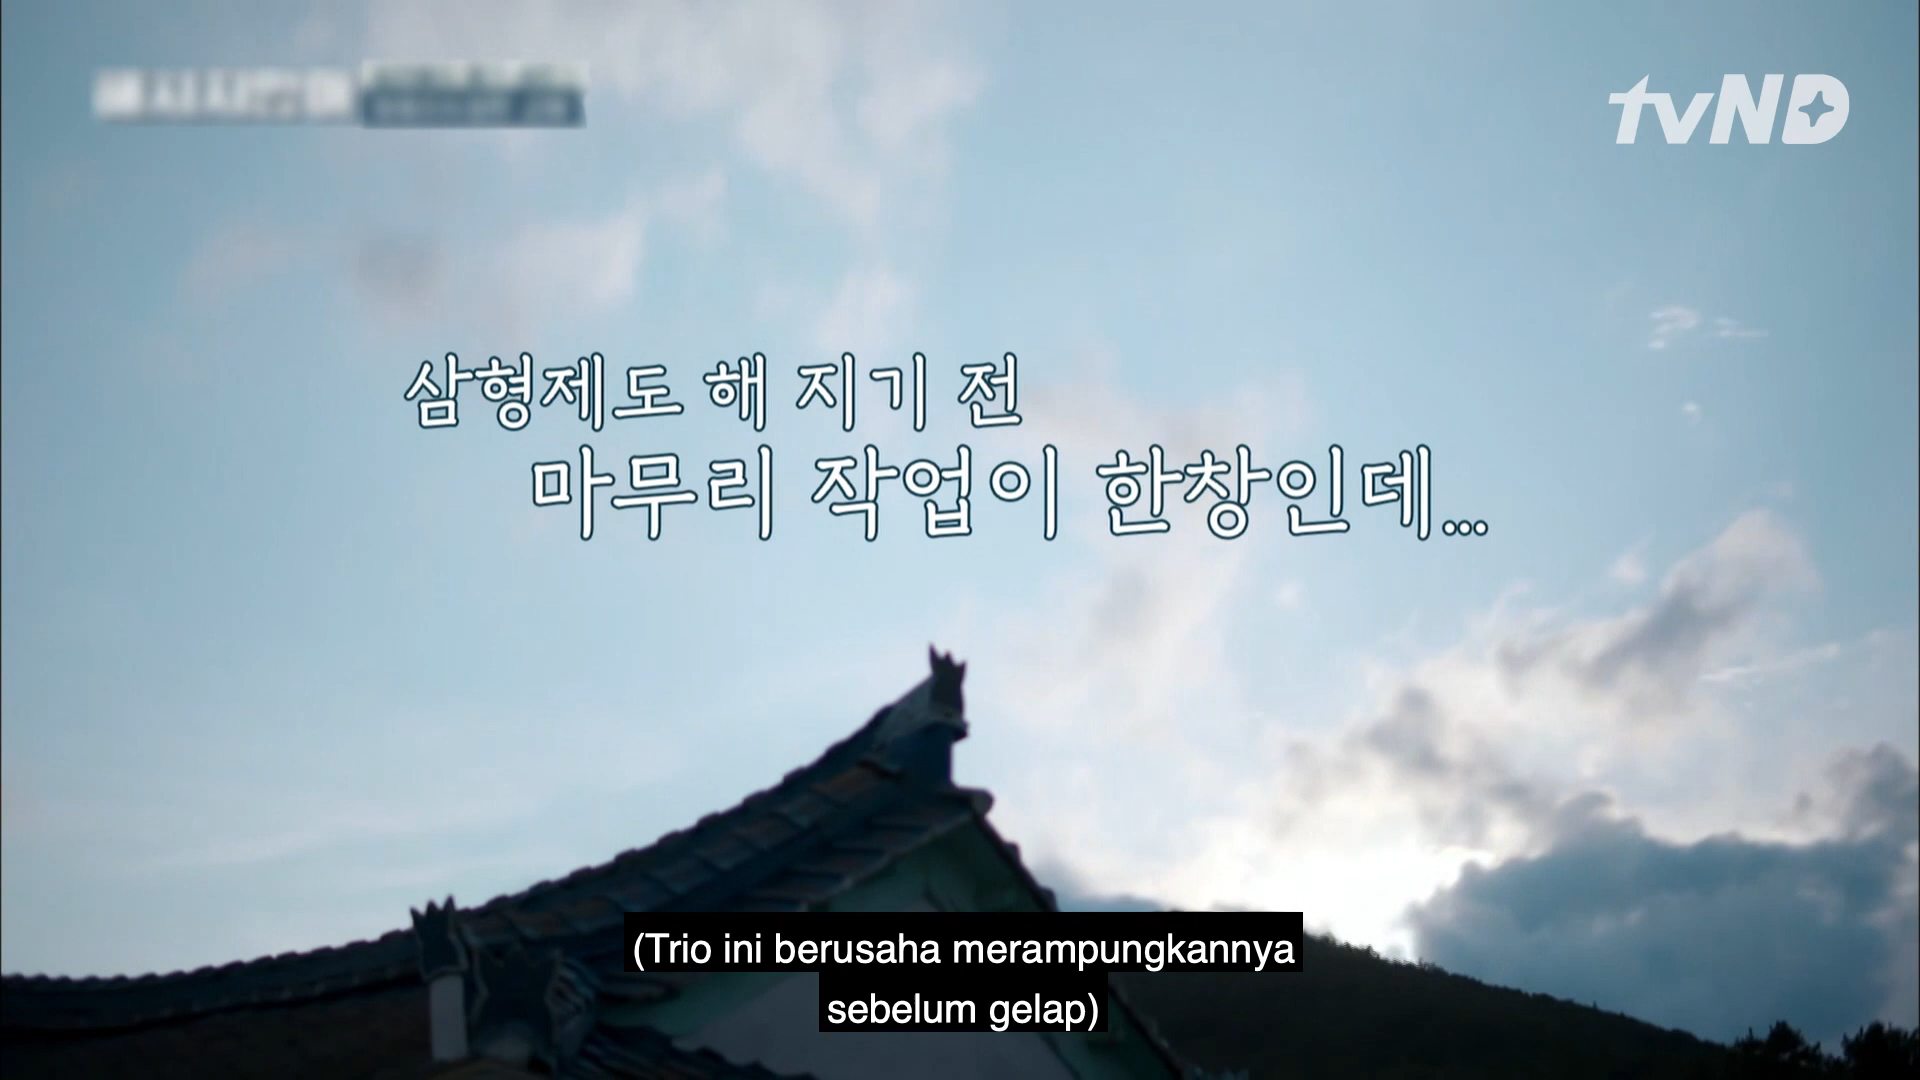 tvND
삼형제도 해 지기 전
마무리 작업이 한창인데...
(Trio ini berusaha merampungkannya
sebelum gelap)